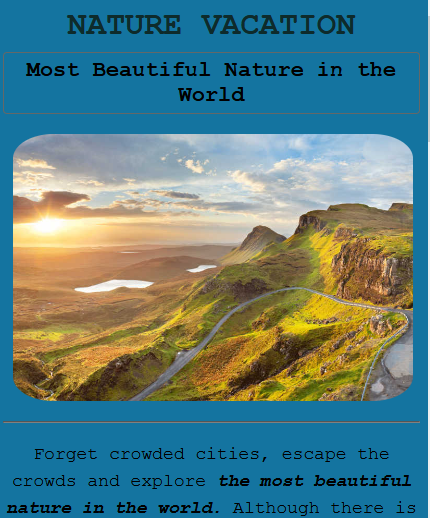 NATURE VACATION
Most Beautiful Nature in the
World
Forget crowded cities, escape the
crowds and explore the most beautiful
nature in the world. Although there is